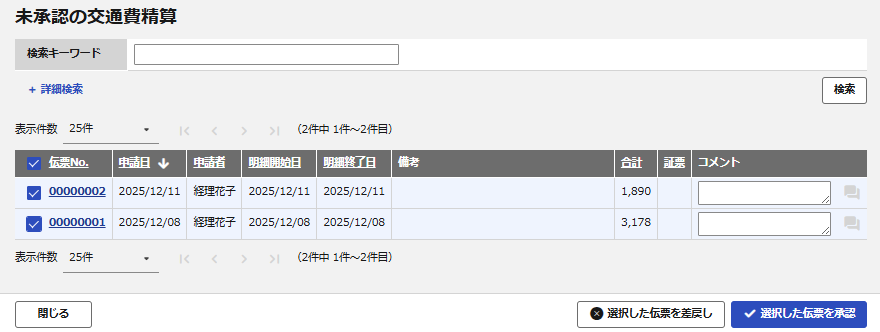 未承認の交通費精算
検索キーワード
+ 詳細検索
検索
表示件数 25件 (2件中 1件～2件目)
伝票No. 申請日 申請者 明細開始日 明細終了日 備考 合計 証票 コメント
00000002 2025/12/11 経理花子 2025/12/11 2025/12/11 1,890
00000001 2025/12/08 経理花子 2025/12/08 2025/12/08 3,178
表示件数 25件 (2件中 1件～2件目)
閉じる 選択した伝票を差戻し 選択した伝票を承認